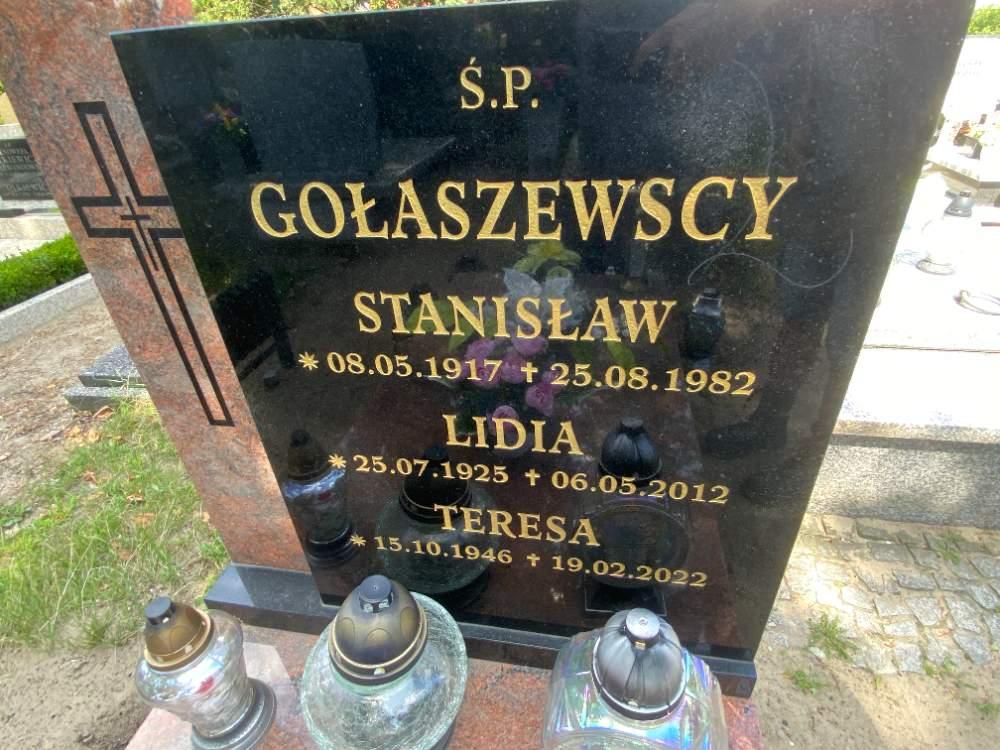 Ś.P.
GOŁASZEWSCY
STANISŁAW
* 08.05.1917 ✝ 25.08.1982
LIDIA
* 25.07.1925 ✝ 06.05.2012
TERESA
* 15.10.1946 ✝ 19.02.2022